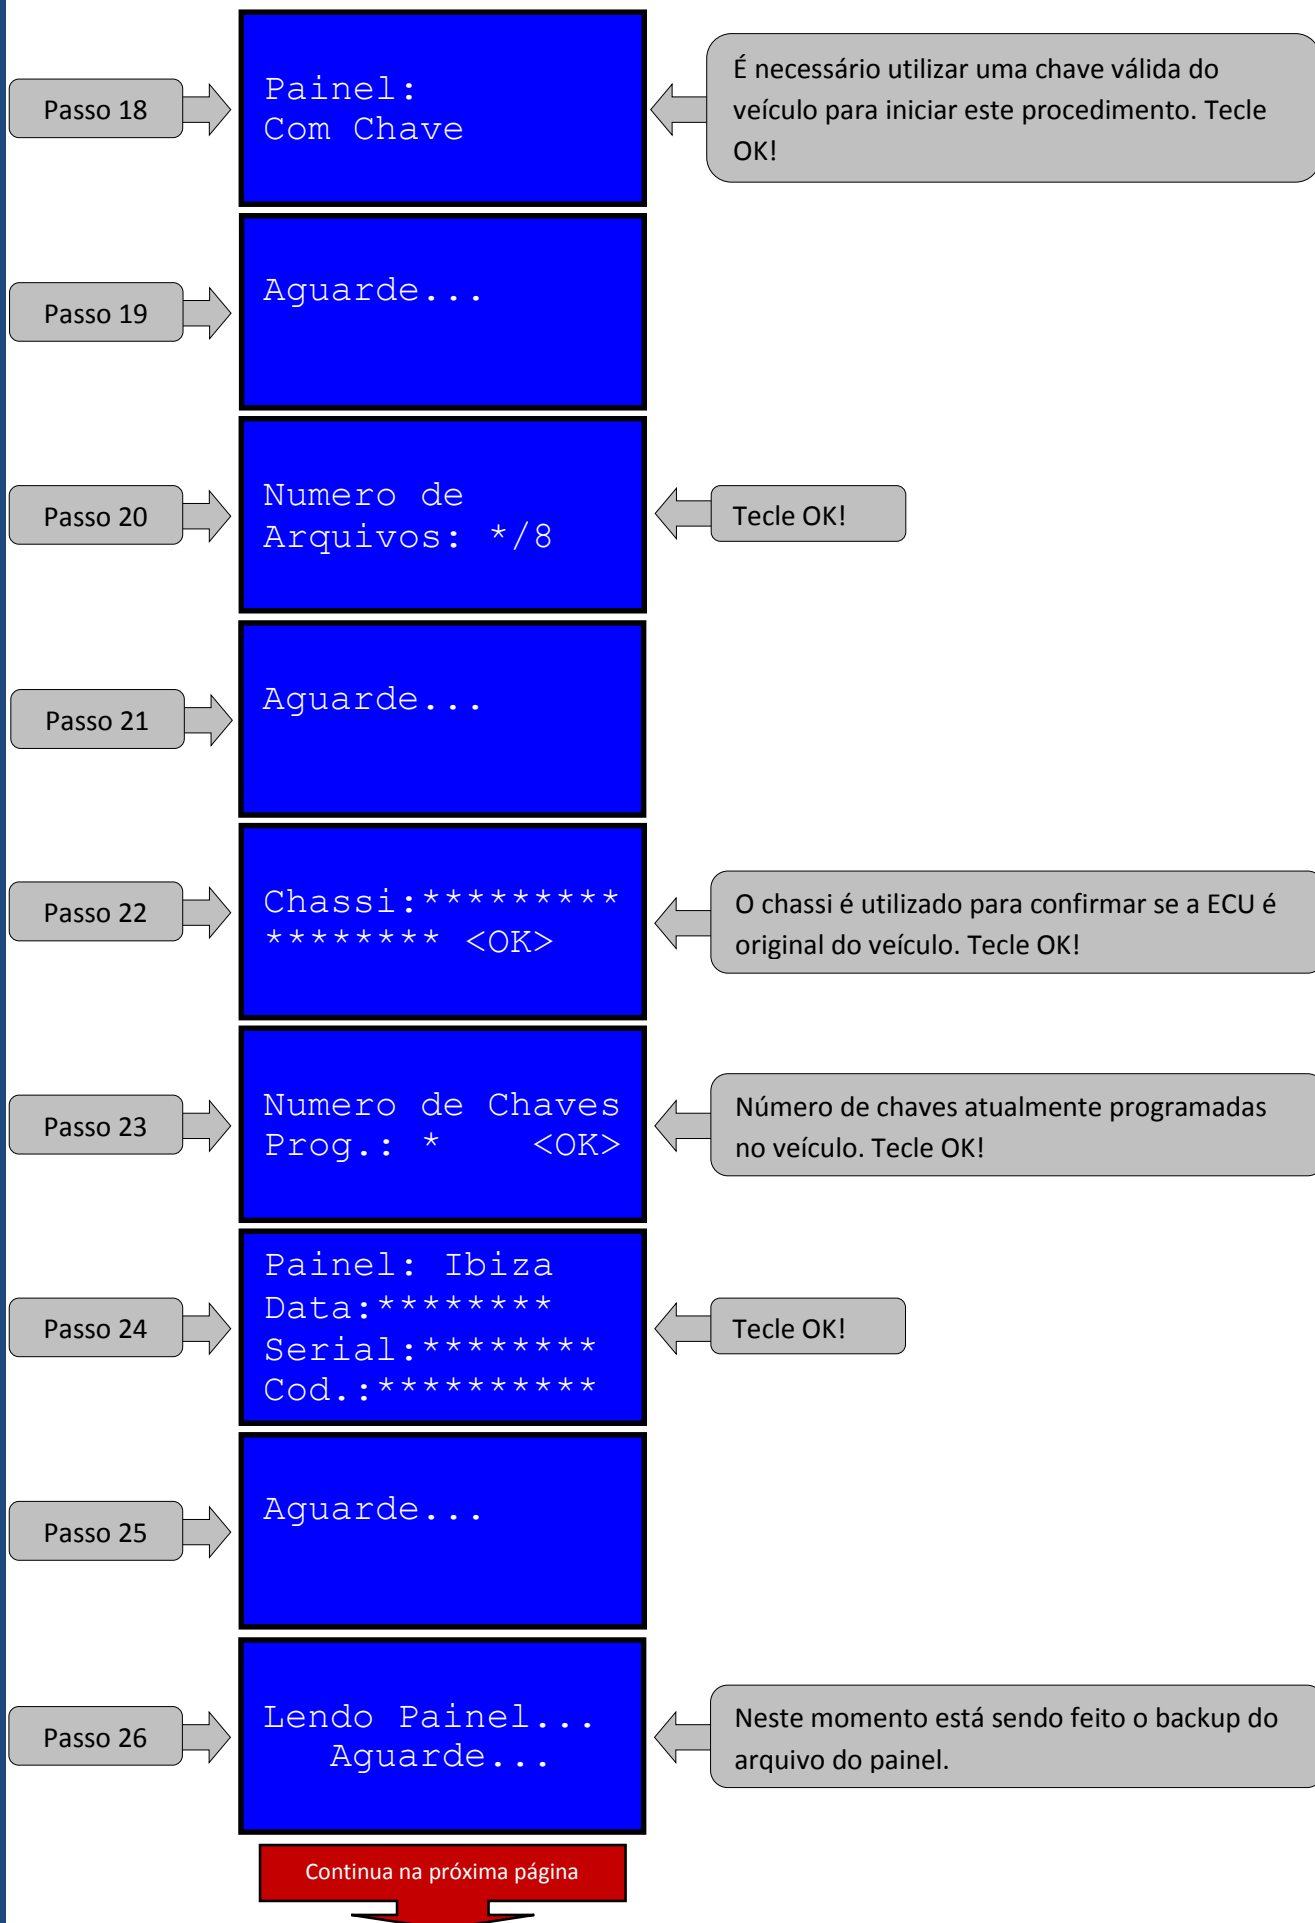 Passo 18
Painel:
Com Chave
É necessário utilizar uma chave válida do
veículo para iniciar este procedimento. Tecle
OK!
Passo 19
Aguarde...
Passo 20
Numero de
Arquivos: */8
Tecle OK!
Passo 21
Aguarde...
Passo 22
Chassi:*********
******** <OK>
O chassi é utilizado para confirmar se a ECU é
original do veículo. Tecle OK!
Passo 23
Numero de Chaves
Prog.: * <OK>
Número de chaves atualmente programadas
no veículo. Tecle OK!
Passo 24
Painel: Ibiza
Data:********
Serial:********
Cod.:**********
Tecle OK!
Passo 25
Aguarde...
Passo 26
Lendo Painel...
Aguarde...
Neste momento está sendo feito o backup do
arquivo do painel.
Continua na próxima página